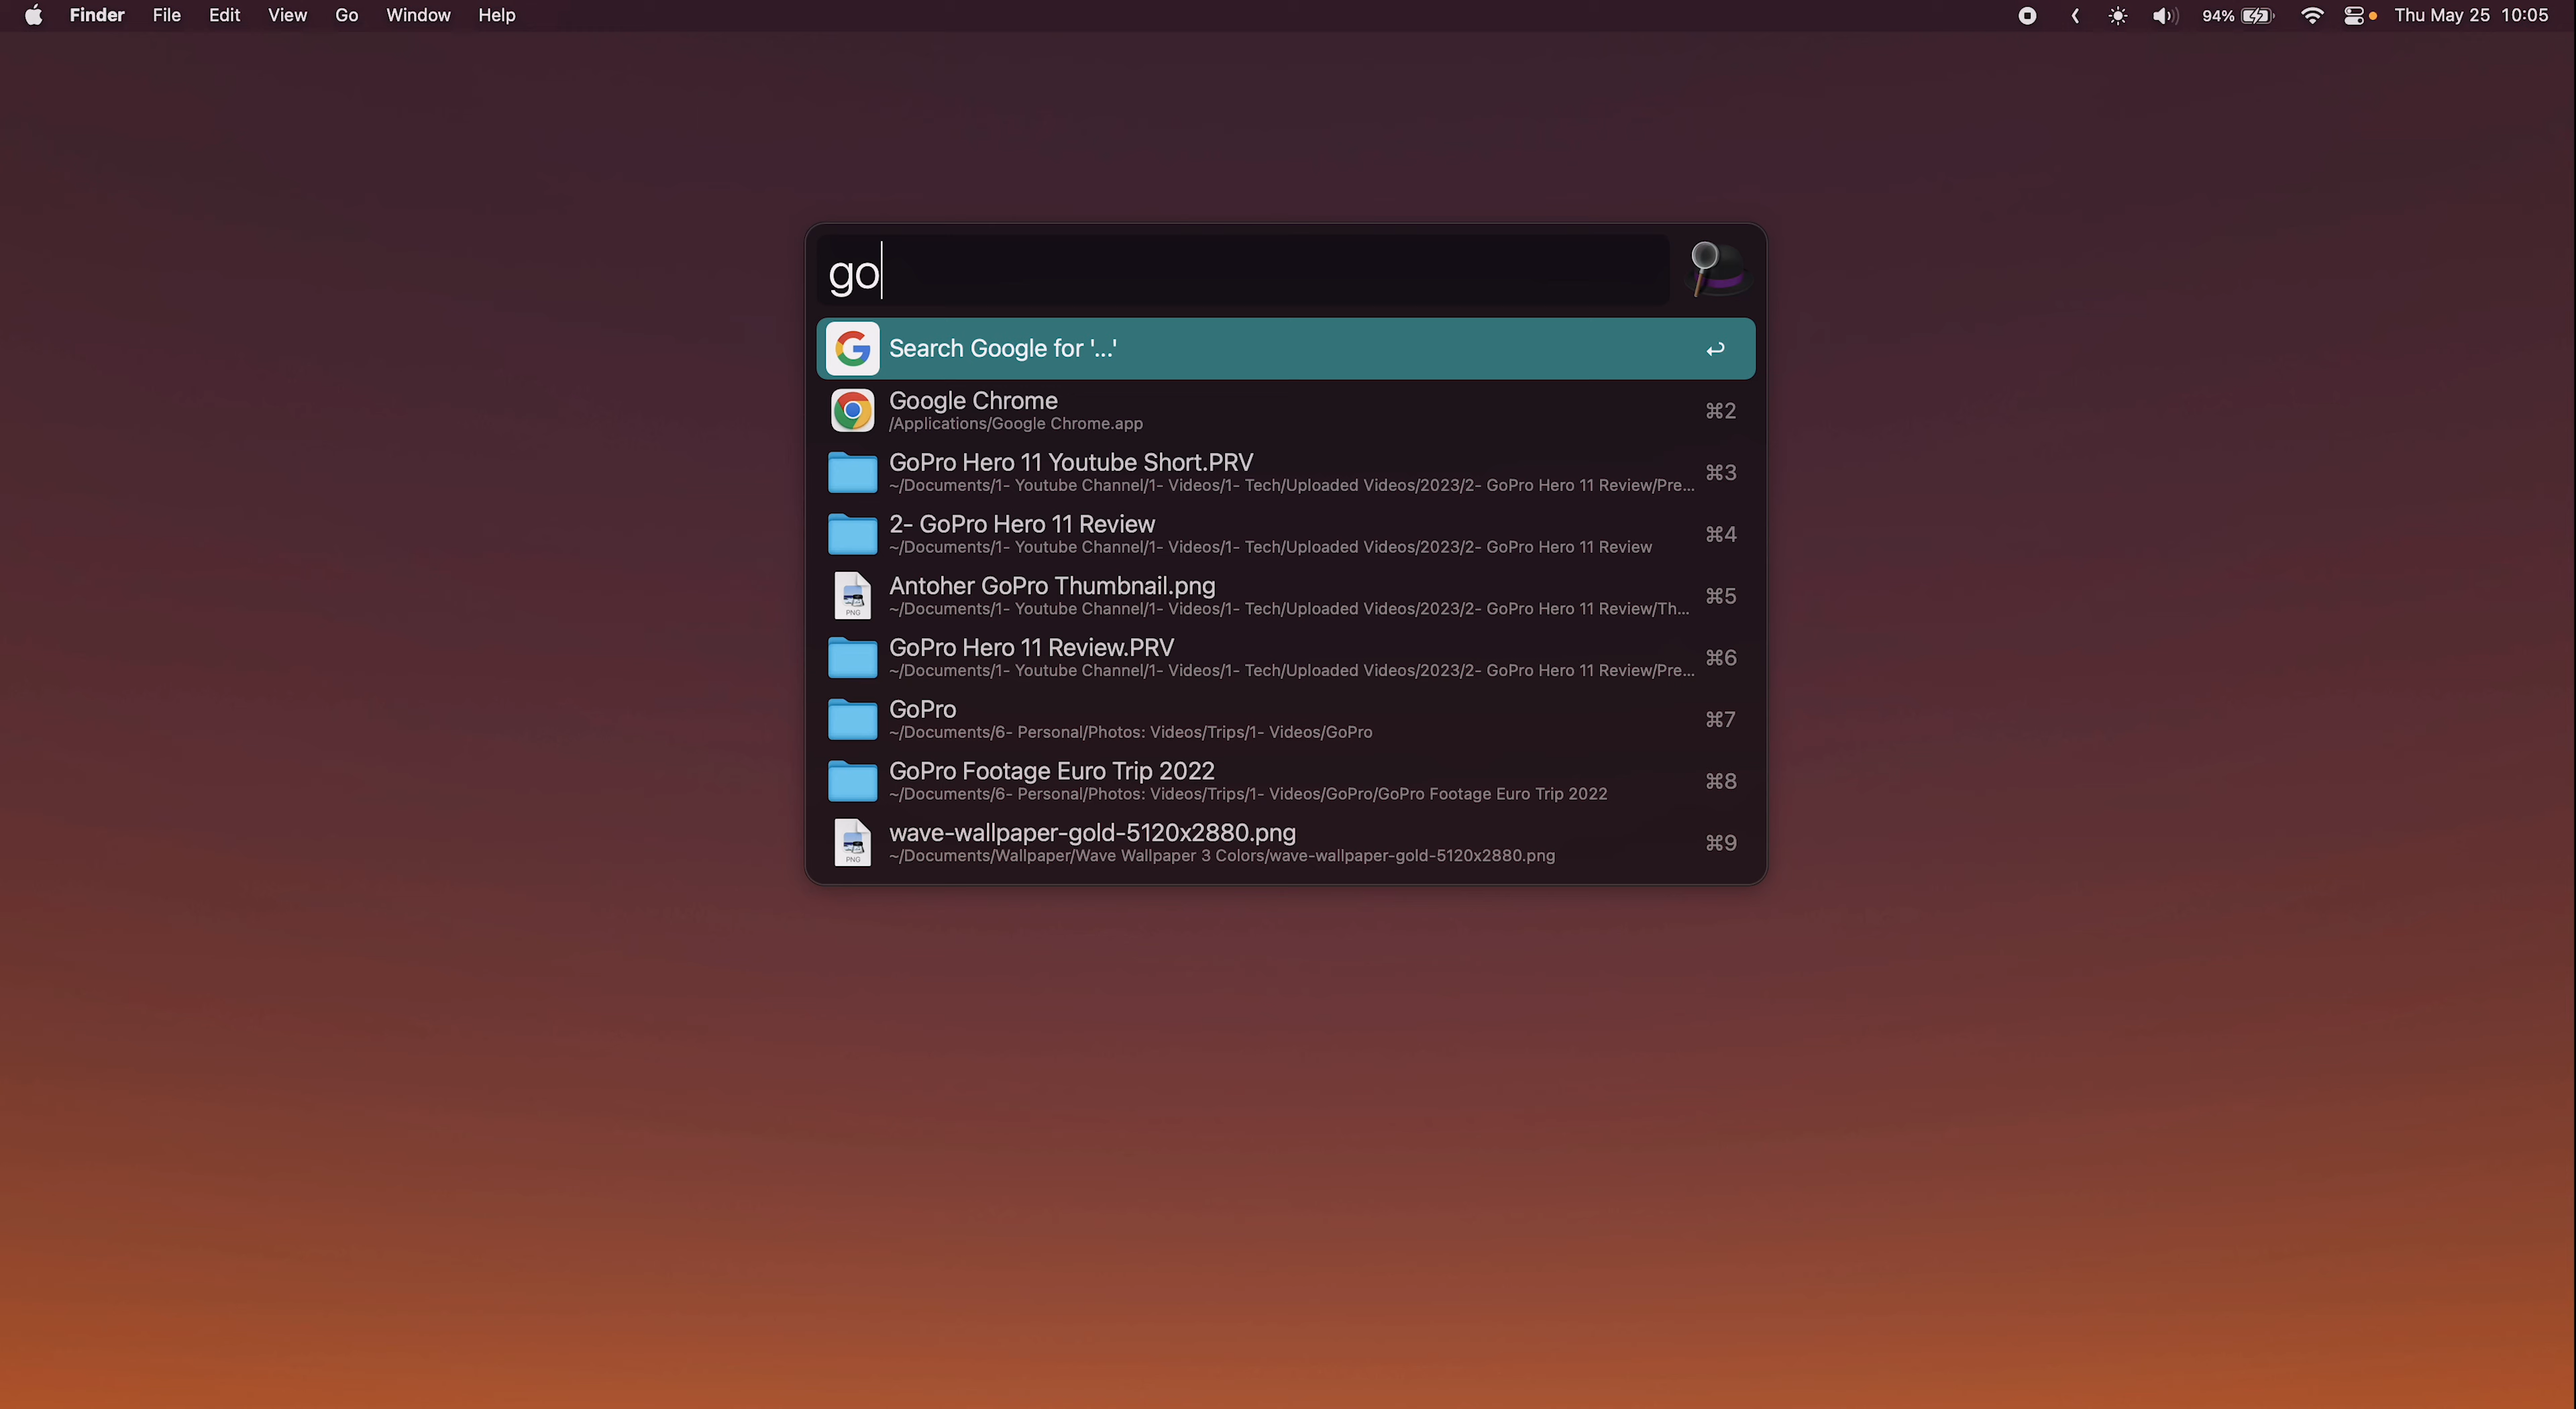 Finder File Edit View Go Window Help 94% Thu May 25 10:05
go
Search Google for '...'
Google Chrome ⌘2
/Applications/Google Chrome.app
GoPro Hero 11 Youtube Short.PRV ⌘3
~/Documents/1- Youtube Channel/1- Videos/1- Tech/Uploaded Videos/2023/2- GoPro Hero 11 Review/Pre...
2- GoPro Hero 11 Review ⌘4
~/Documents/1- Youtube Channel/1- Videos/1- Tech/Uploaded Videos/2023/2- GoPro Hero 11 Review
Antoher GoPro Thumbnail.png ⌘5
~/Documents/1- Youtube Channel/1- Videos/1- Tech/Uploaded Videos/2023/2- GoPro Hero 11 Review/Th...
GoPro Hero 11 Review.PRV ⌘6
~/Documents/1- Youtube Channel/1- Videos/1- Tech/Uploaded Videos/2023/2- GoPro Hero 11 Review/Pre...
GoPro ⌘7
~/Documents/6- Personal/Photos: Videos/Trips/1- Videos/GoPro
GoPro Footage Euro Trip 2022 ⌘8
~/Documents/6- Personal/Photos: Videos/Trips/1- Videos/GoPro/GoPro Footage Euro Trip 2022
PNG
wave-wallpaper-gold-5120x2880.png ⌘9
~/Documents/Wallpaper/Wave Wallpaper 3 Colors/wave-wallpaper-gold-5120x2880.png
PNG